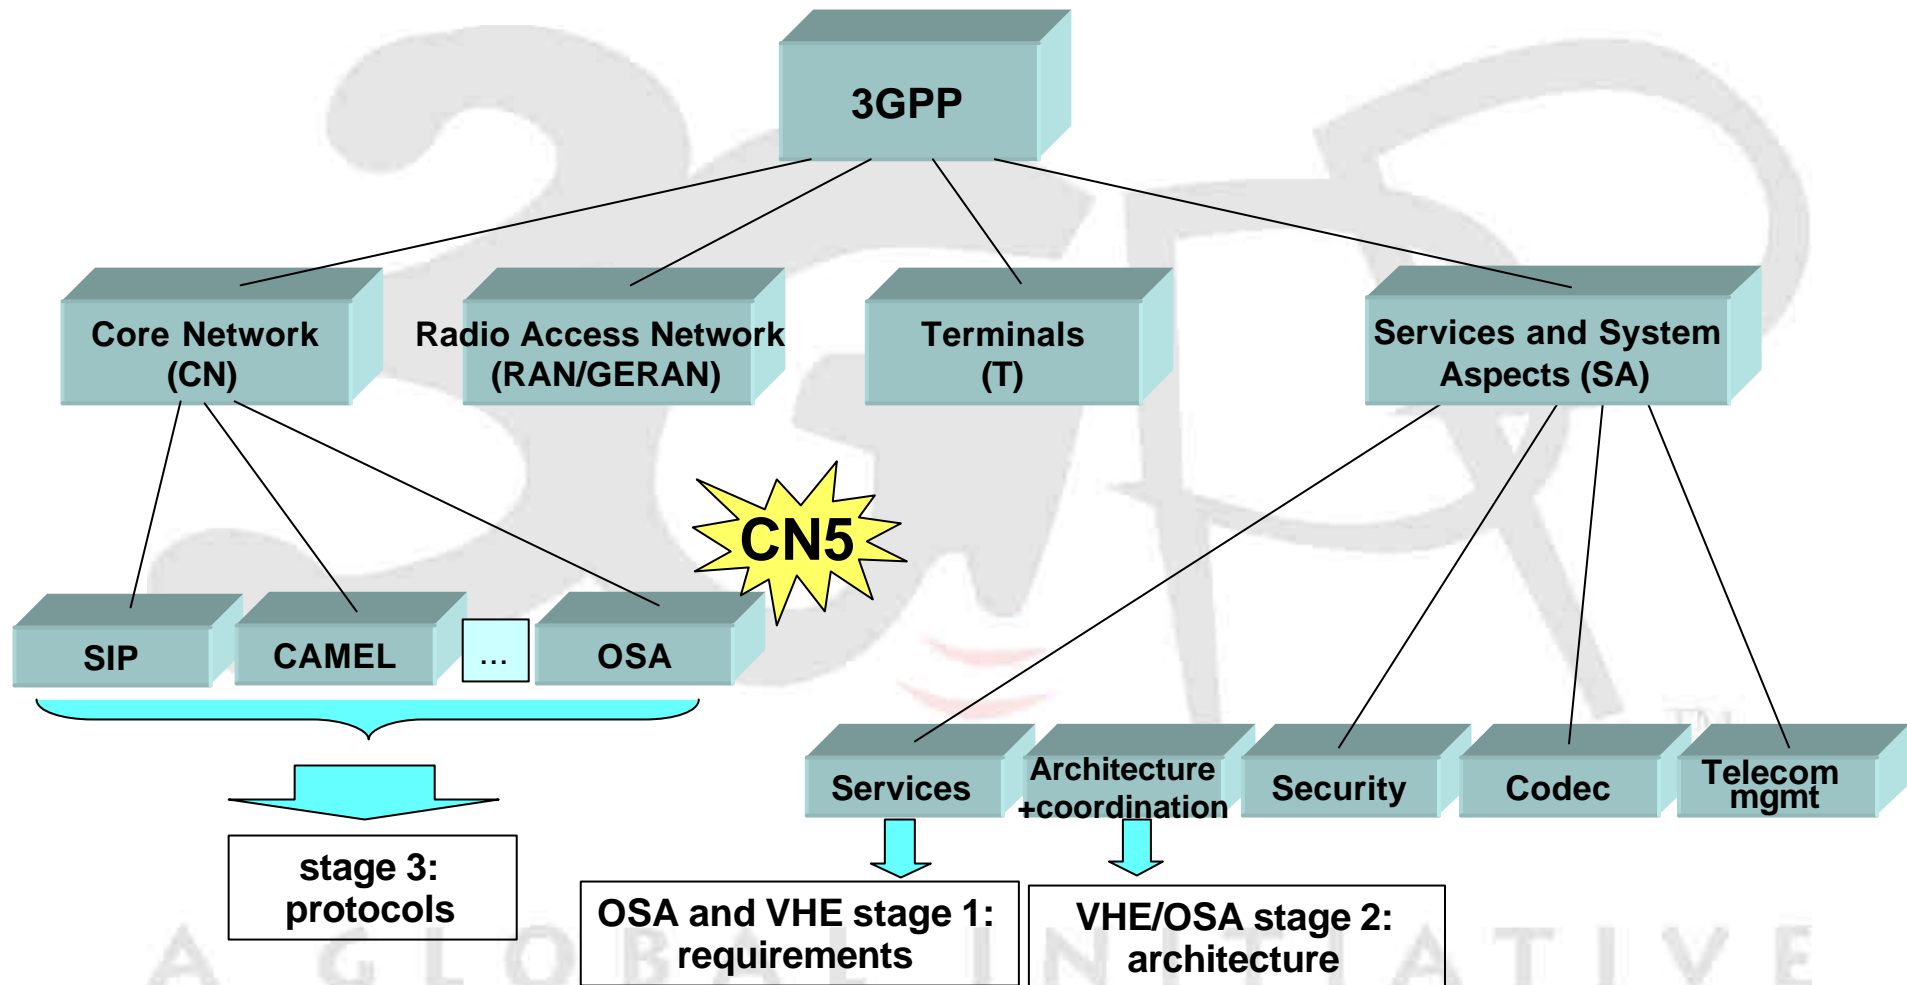 3GPP
Core Network
(CN)
Radio Access Network
(RAN/GERAN)
Terminals
(T)
Services and System
Aspects (SA)
CN5
SIP
CAMEL
...
OSA
Services
Architecture
+coordination
Security
Codec
Telecom
mgmt
stage 3:
protocols
OSA and VHE stage 1:
requirements
VHE/OSA stage 2:
architecture
TM
A GLOBAL INITIATIVE